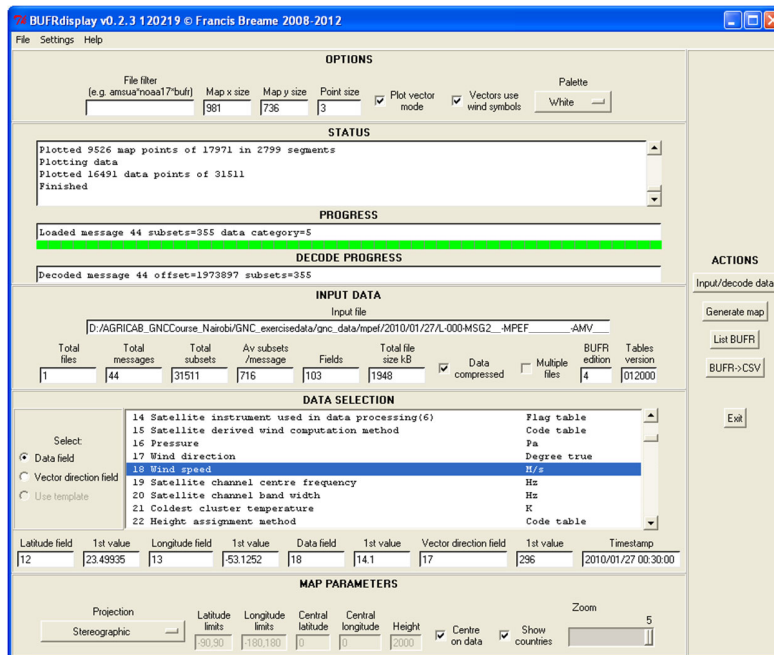 BUFRdisplay v0.2.3 120219 © Francis Breame 2008-2012
File Settings Help
OPTIONS
File filter
(e.g. amsua*noaa17*bufr) Map x size Map y size Point size
981 736 3
Plot vector mode
Vectors use wind symbols
Palette
White
STATUS
Plotted 9526 map points of 17971 in 2799 segments
Plotting data
Plotted 16491 data points of 31511
Finished
PROGRESS
Loaded message 44 subsets=355 data category=5
DECODE PROGRESS
Decoded message 44 offset=1973897 subsets=355
ACTIONS
Input/decode data
Generate map
List BUFR
BUFR->CSV
Exit
INPUT DATA
Input file
D:/AGRICAB_GNCCourse_Nairobi/GNC_exercisedata/gnc_data/mpef/2010/01/27/L-000-MSG2__-MPEF________-AMV___
Total files Total messages Total subsets Av subsets /message Fields Total file size kB Data compressed Multiple files BUFR edition Tables version
1 44 31511 716 103 1948 4 012000
DATA SELECTION
Select:
Data field
Vector direction field
Use template
14 Satellite instrument used in data processing(6) Flag table
15 Satellite derived wind computation method Code table
16 Pressure Pa
17 Wind direction Degree true
18 Wind speed M/s
19 Satellite channel centre frequency Hz
20 Satellite channel band width Hz
21 Coldest cluster temperature K
22 Height assignment method Code table
Latitude field 1st value Longitude field 1st value Data field 1st value Vector direction field 1st value Timestamp
12 23.49935 13 -53.1252 18 14.1 17 296 2010/01/27 00:30:00
MAP PARAMETERS
Projection
Stereographic
Latitude limits Longitude limits Central latitude Central longitude Height
-90,90 -180,180 0 0 2000
Centre on data
Show countries
Zoom
5